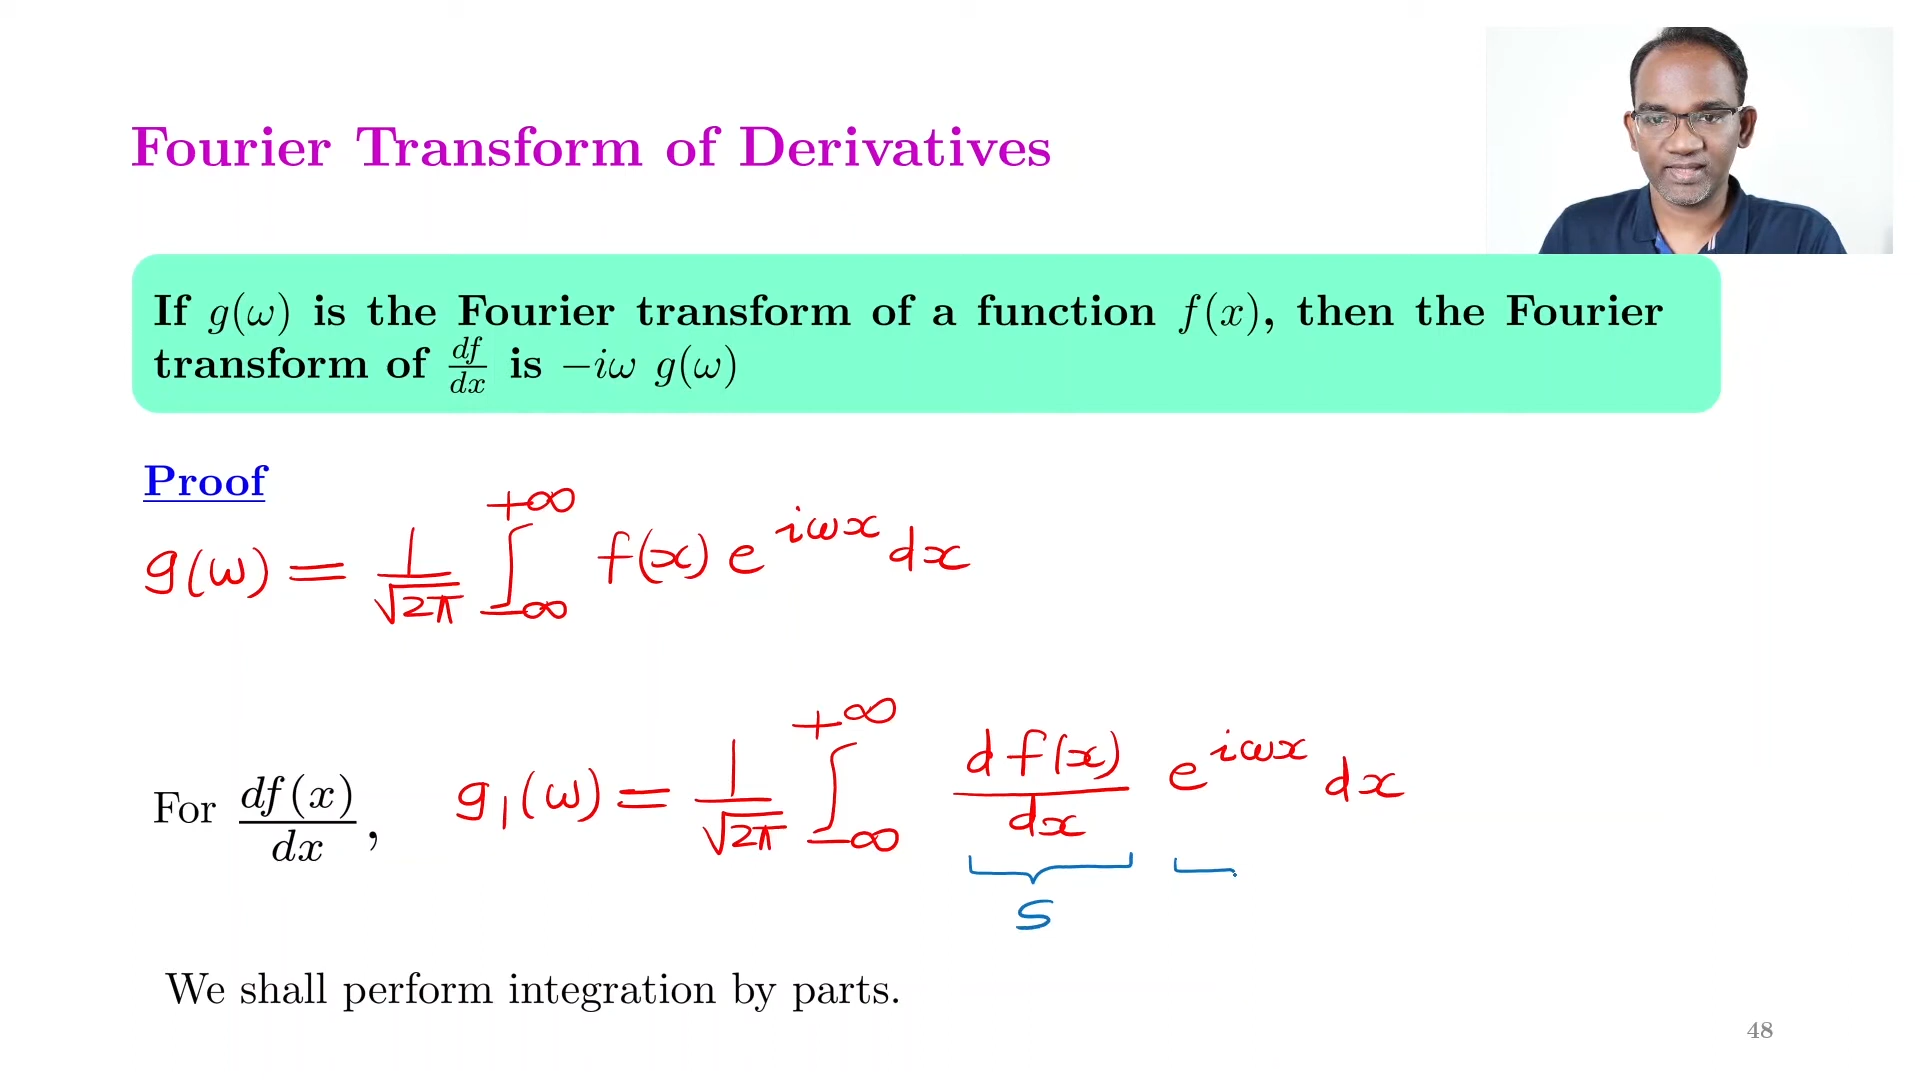 Fourier Transform of Derivatives
If g(ω) is the Fourier transform of a function f(x), then the Fourier
transform of df/dx is −iω g(ω)
Proof
g(ω) = 1/√2π ∫_{−∞}^{+∞} f(x) e^{iωx} dx
For df(x)/dx, g₁(ω) = 1/√2π ∫_{−∞}^{+∞} d f(x)/dx e^{iωx} dx
S
We shall perform integration by parts.
48